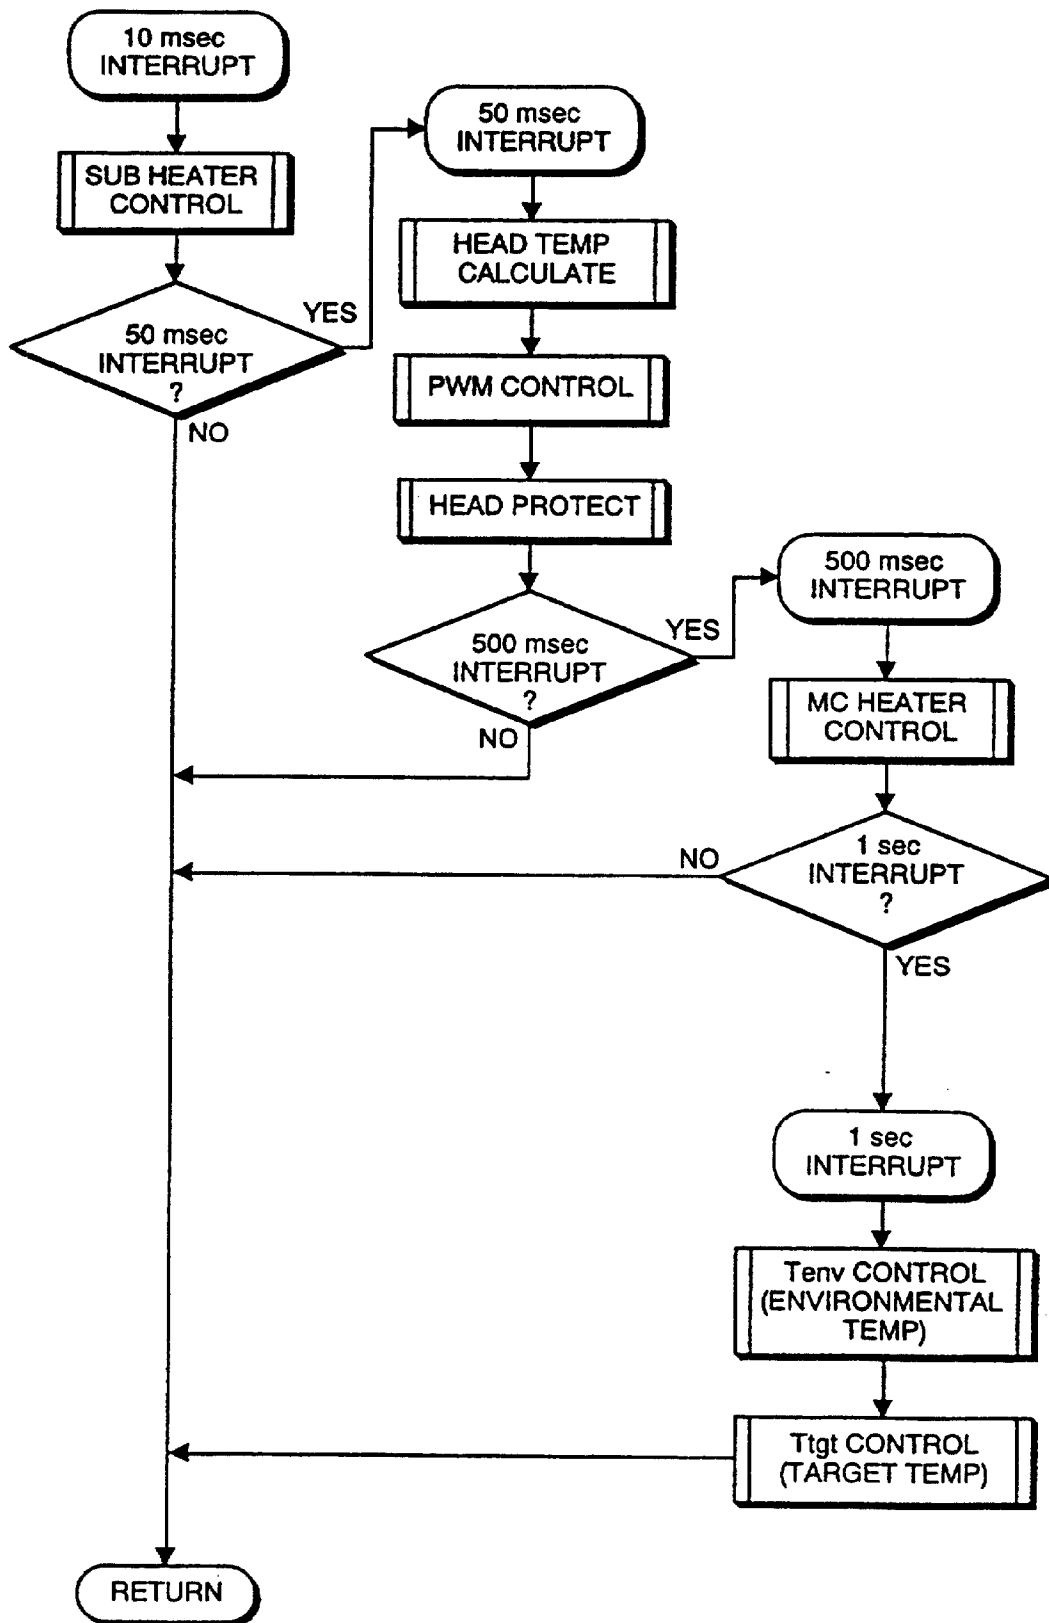 10 msec
INTERRUPT
SUB HEATER
CONTROL
50 msec
INTERRUPT
?
YES
NO
50 msec
INTERRUPT
HEAD TEMP
CALCULATE
PWM CONTROL
HEAD PROTECT
500 msec
INTERRUPT
?
YES
NO
500 msec
INTERRUPT
MC HEATER
CONTROL
1 sec
INTERRUPT
?
NO
YES
1 sec
INTERRUPT
Tenv CONTROL
(ENVIRONMENTAL
TEMP)
Ttgt CONTROL
(TARGET TEMP)
RETURN